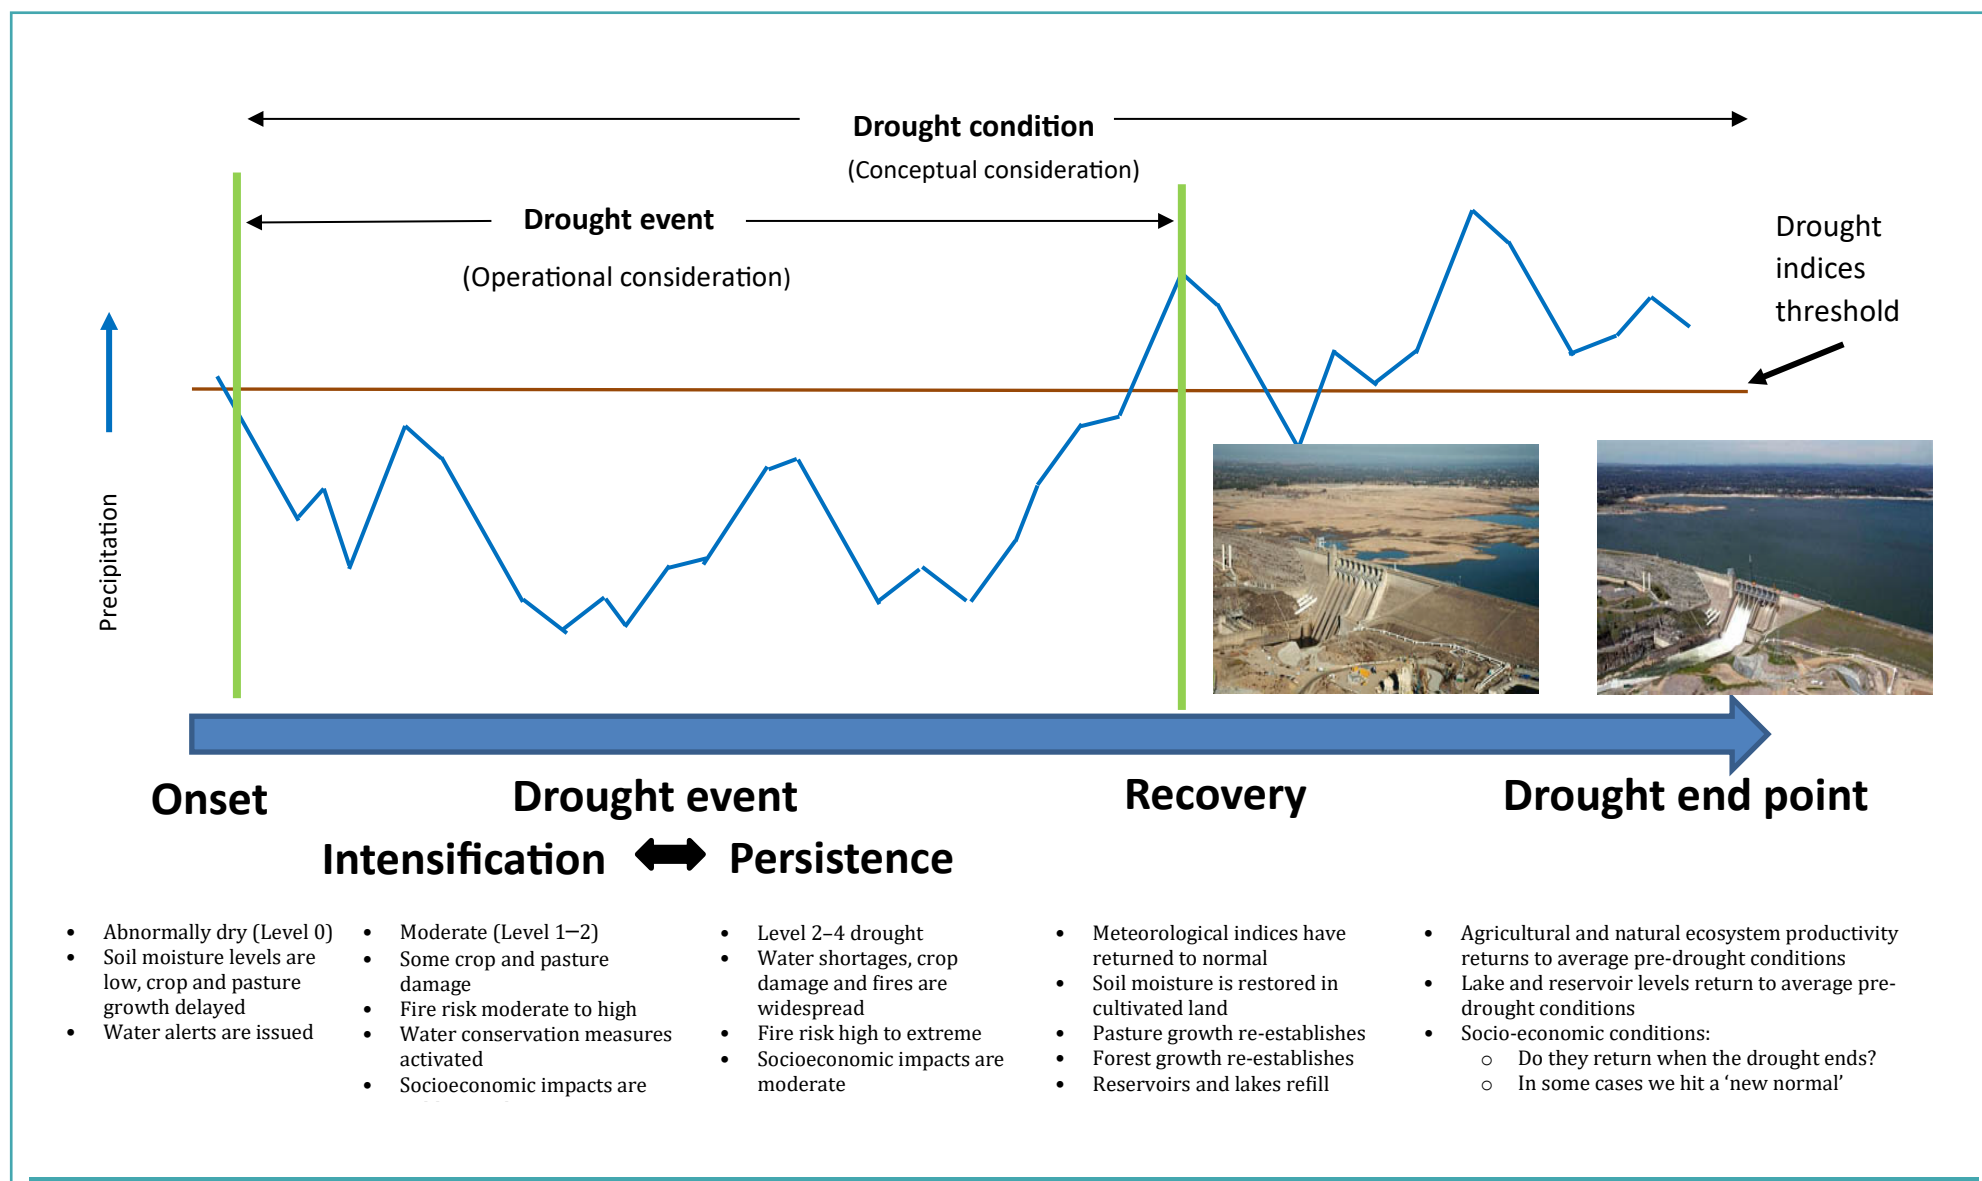 Drought condition
(Conceptual consideration)
Drought event
(Operational consideration)
Drought
indices
threshold
Precipitation
Onset
Drought event
Recovery
Drought end point
Intensification
Persistence
• Abnormally dry (Level 0)
• Soil moisture levels are
low, crop and pasture
growth delayed
• Water alerts are issued
• Moderate (Level 1–2)
• Some crop and pasture
damage
• Fire risk moderate to high
• Water conservation measures
activated
• Socioeconomic impacts are
• Level 2–4 drought
• Water shortages, crop
damage and fires are
widespread
• Fire risk high to extreme
• Socioeconomic impacts are
moderate
• Meteorological indices have
returned to normal
• Soil moisture is restored in
cultivated land
• Pasture growth re-establishes
• Forest growth re-establishes
• Reservoirs and lakes refill
• Agricultural and natural ecosystem productivity
returns to average pre-drought conditions
• Lake and reservoir levels return to average pre-
drought conditions
• Socio-economic conditions:
o Do they return when the drought ends?
o In some cases we hit a ‘new normal’